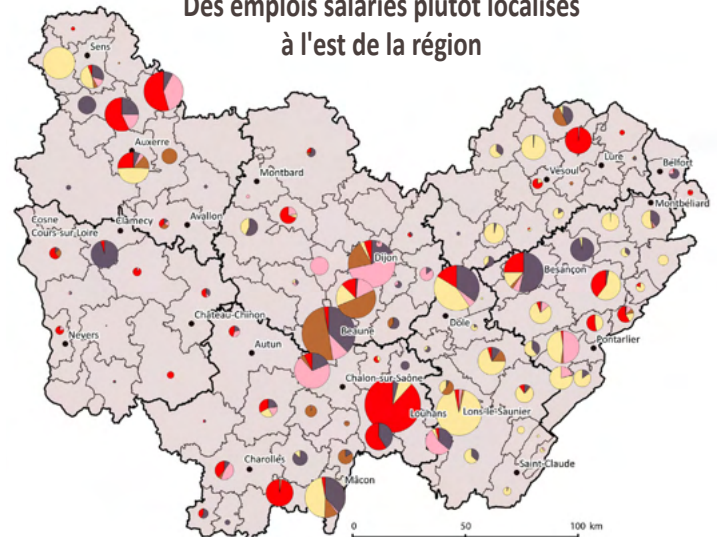 Des emplois salariés plutôt localisés
à l'est de la région
Sens
Auxerre
Montbard
Vesoul
Lure
Belfort
Montbéliard
Cosne
Cours-sur-Loire
Clamecy
Avallon
Dijon
Besançon
Château-Chinon
Beaune
Dôle
Nevers
Autun
Pontarlier
Chalon-sur-Saône
Louhans
Lons-le-Saunier
Charolles
Saint-Claude
Mâcon
0 50 100 km